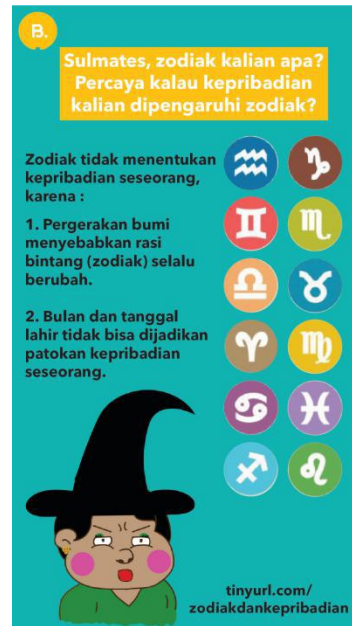 B.
Sulmates, zodiak kalian apa?
Percaya kalau kepribadian
kalian dipengaruhi zodiak?
Zodiak tidak menentukan
kepribadian seseorang,
karena :
1. Pergerakan bumi
menyebabkan rasi
bintang (zodiak) selalu
berubah.
2. Bulan dan tanggal
lahir tidak bisa dijadikan
patokan kepribadian
seseorang.
tinyurl.com/
zodiakdankepribadian